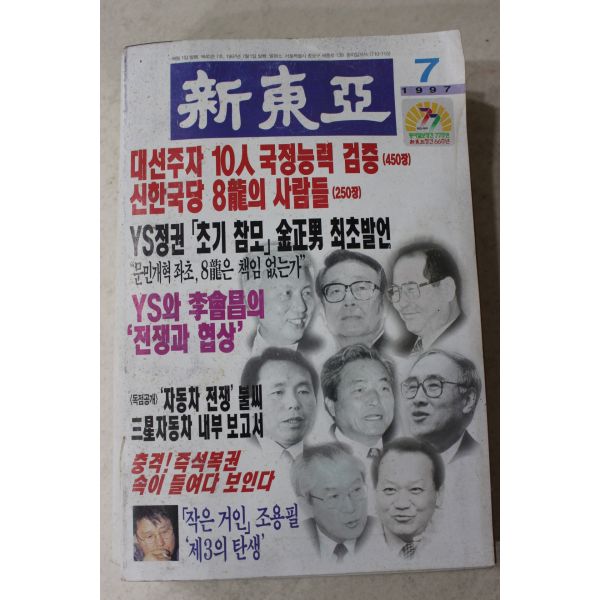 新東亞
7
1997
77
대선주자 10人 국정능력 검증 (450장)
신한국당 8龍의 사람들 (250장)
YS정권 「초기 참모」 金正男 최초발언
“문민개혁 좌초, 8龍은 책임 없는가”
YS와 李會昌의
‘전쟁과 협상’
〈독점공개〉 ‘자동차 전쟁’ 불씨
三星자동차 내부 보고서
충격! 즉석복권
속이 들여다 보인다
「작은 거인」 조용필
‘제3의 탄생’